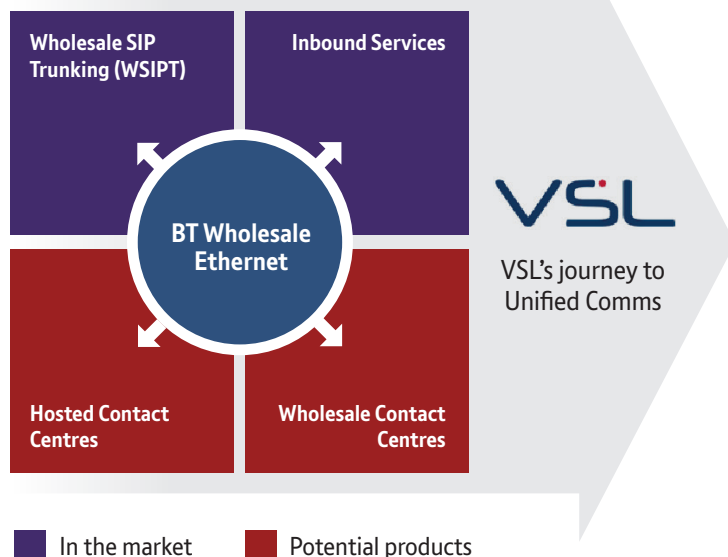 Wholesale SIP
Trunking (WSIPT)
Inbound Services
BT Wholesale
Ethernet
VSL
VSL's journey to
Unified Comms
Hosted Contact
Centres
Wholesale Contact
Centres
In the market
Potential products